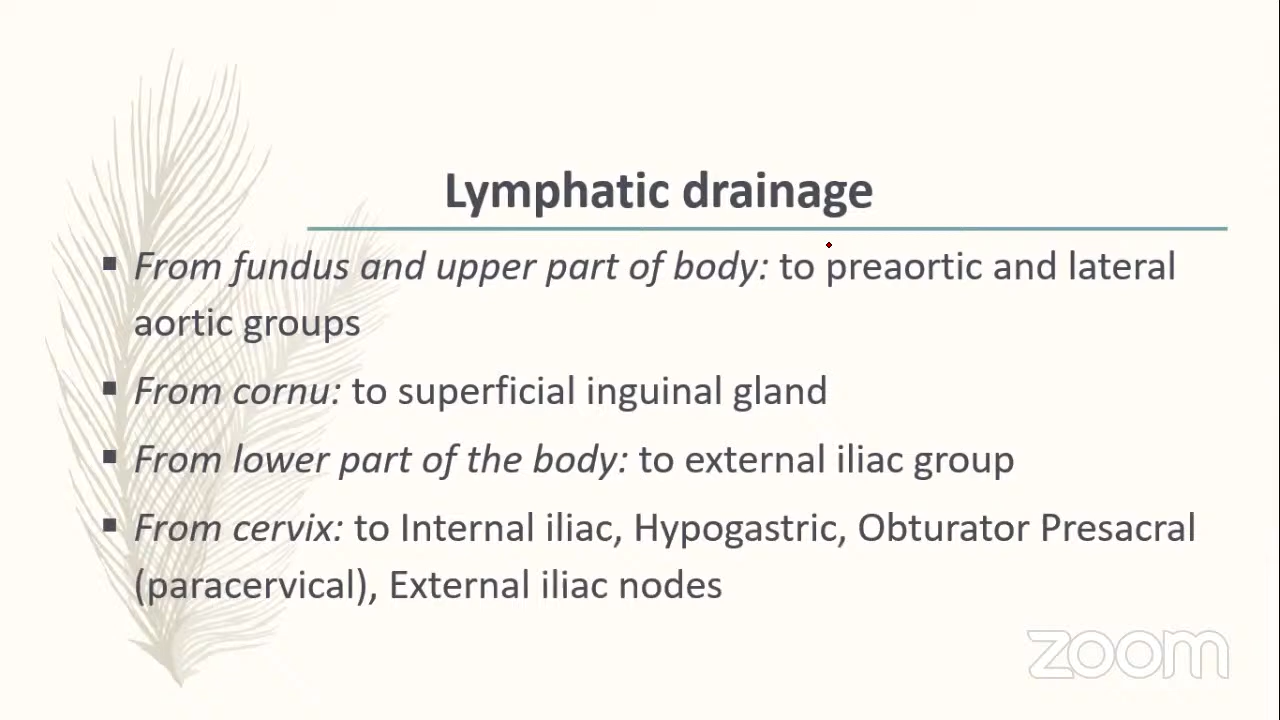 Lymphatic drainage
From fundus and upper part of body: to preaortic and lateral
aortic groups
From cornu: to superficial inguinal gland
From lower part of the body: to external iliac group
From cervix: to Internal iliac, Hypogastric, Obturator Presacral
(paracervical), External iliac nodes
zoom